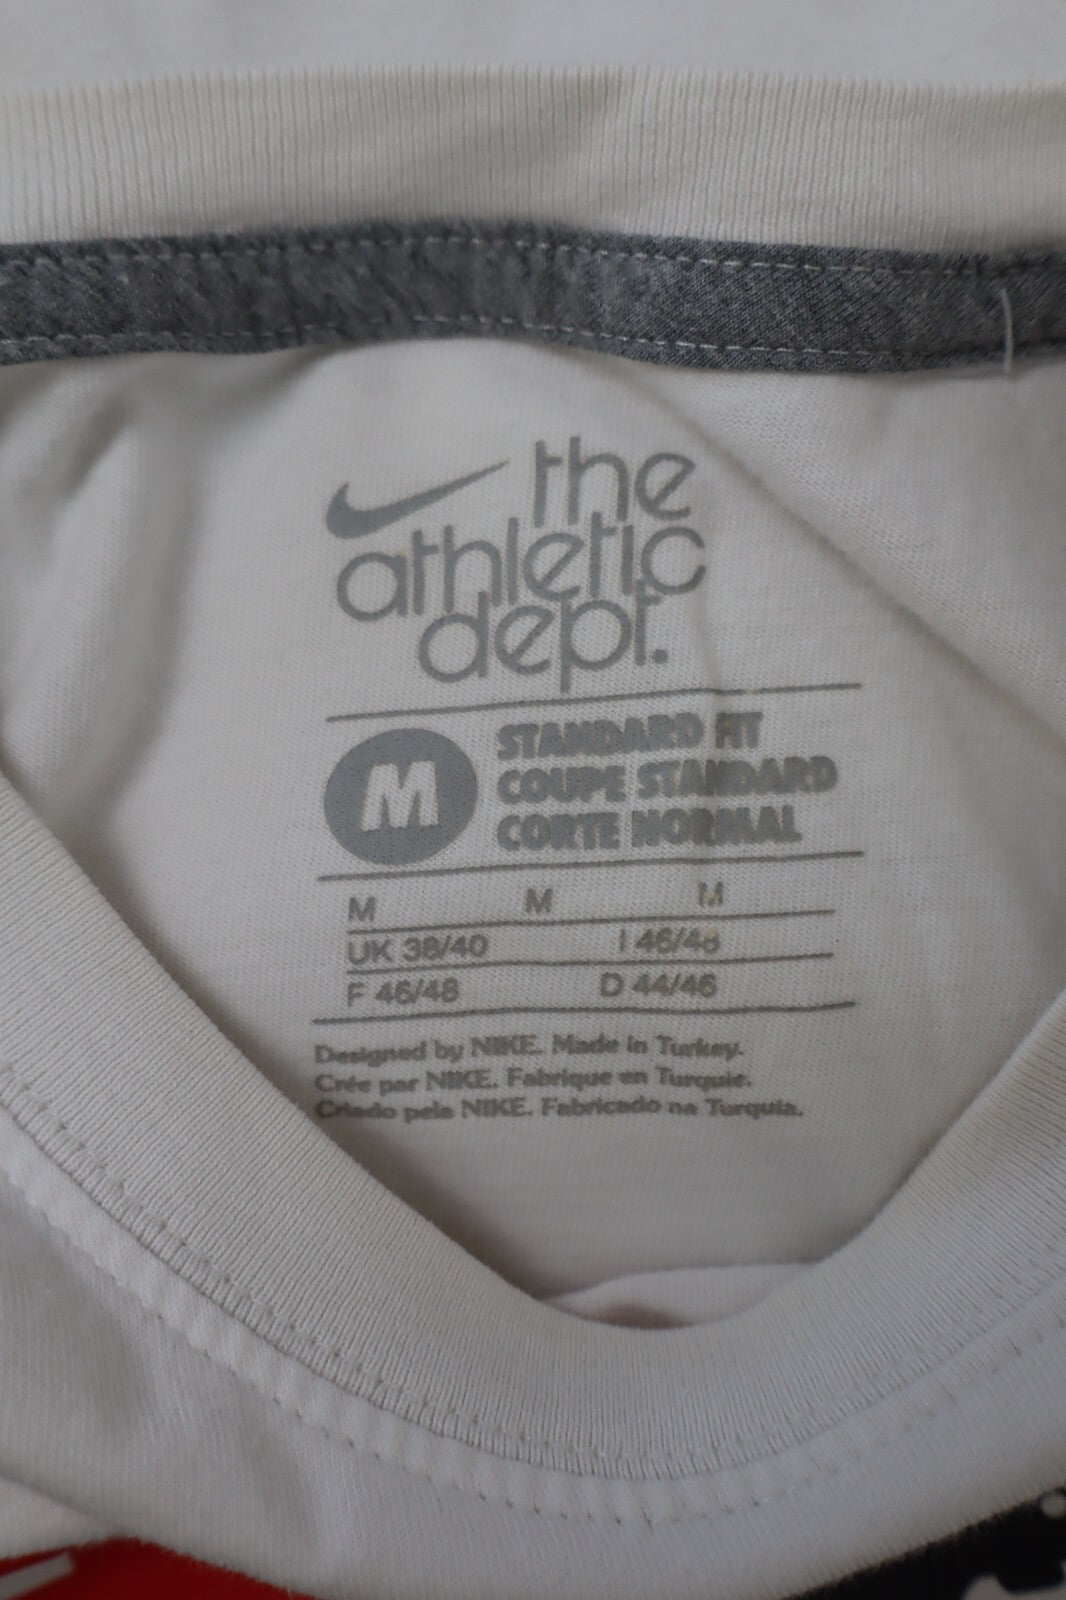 the
athletic
dept.
M
STANDARD FIT
COUPE STANDARD
CORTE NORMAL
M M M
UK 38/40 I 46/48
F 46/48 D 44/46
Designed by NIKE. Made in Turkey.
Crée par NIKE. Fabrique en Turquie.
Criado pela NIKE. Fabricado na Turquia.